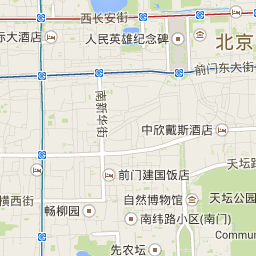 西长安街
际大酒店
人民英雄纪念碑
北京
前门东大街
南新华街
中欣戴斯酒店
天坛路
前门建国饭店
横西街
自然博物馆
天坛公园
畅柳园
南纬路小区(南门)
Commun
先农坛